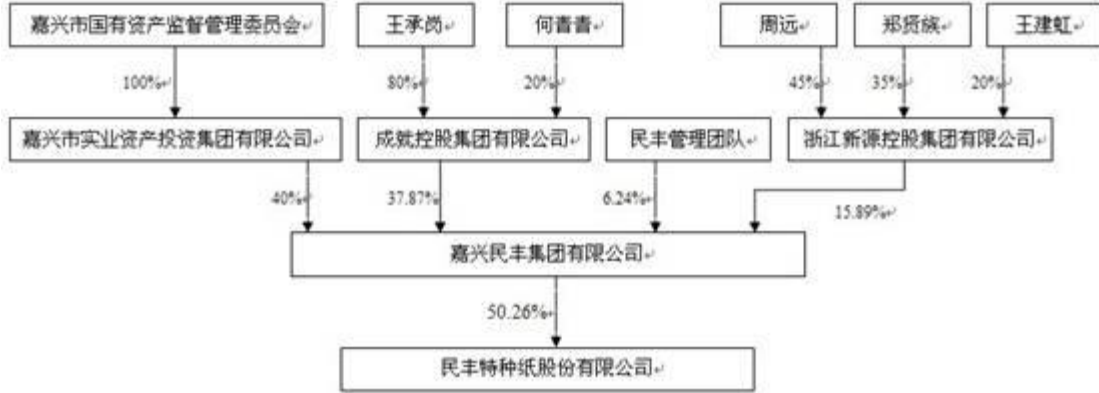 嘉兴市国有资产监督管理委员会
王承岗
何青青
周远
郑贤族
王建虹
100%
80%
20%
45%
35%
20%
嘉兴市实业资产投资集团有限公司
成就控股集团有限公司
民丰管理团队
浙江新源控股集团有限公司
40%
37.87%
6.24%
15.89%
嘉兴民丰集团有限公司
50.26%
民丰特种纸股份有限公司